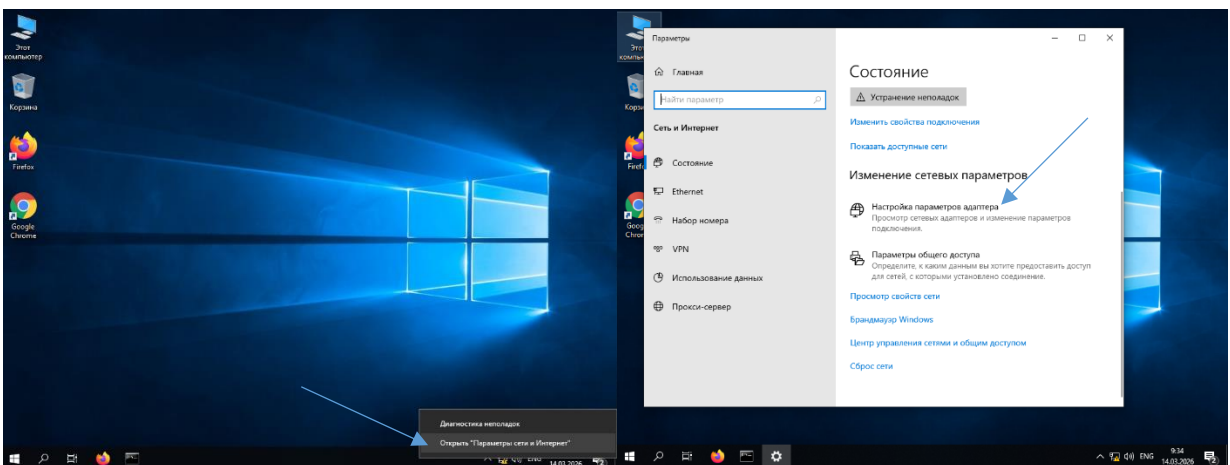 Этот
компьютер
Корзина
Firefox
Google
Chrome
Диагностика неполадок
Открыть "Параметры сети и Интернет"
ENG
14.03.2026
Параметры
Главная
Найти параметр
Сеть и Интернет
Состояние
Ethernet
Набор номера
VPN
Использование данных
Прокси-сервер
Состояние
Устранение неполадок
Изменить свойства подключения
Показать доступные сети
Изменение сетевых параметров
Настройка параметров адаптера
Просмотр сетевых адаптеров и изменение параметров
подключения.
Параметры общего доступа
Определите, к каким данным вы хотите предоставить доступ
для сетей, с которыми установлено соединение.
Просмотр свойств сети
Брандмауэр Windows
Центр управления сетями и общим доступом
Сброс сети
ENG
9:34
14.03.2026